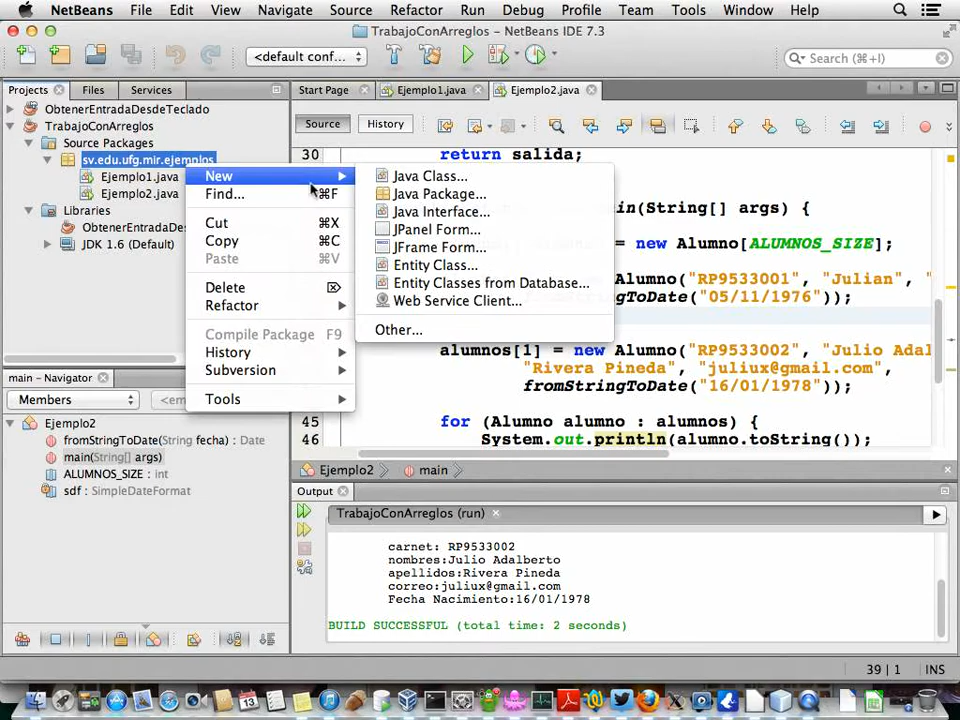 NetBeans File Edit View Navigate Source Refactor Run Debug Profile Team Tools Window Help
TrabajoConArreglos – NetBeans IDE 7.3
<default conf...
Search (⌘+I)
Projects Files Services
Start Page Ejemplo1.java Ejemplo2.java
ObtenerEntradaDesdeTeclado
TrabajoConArreglos
Source Packages
sv.edu.ufg.mir.ejemplos
Ejemplo1.java
Ejemplo2.java
Libraries
ObtenerEntradaDes
JDK 1.6 (Default)
New
Find... ⌘F
Cut ⌘X
Copy ⌘C
Paste ⌘V
Delete
Refactor
Compile Package F9
History
Subversion
Tools
Java Class...
Java Package...
Java Interface...
JPanel Form...
JFrame Form...
Entity Class...
Entity Classes from Database...
Web Service Client...
Other...
Source History
30 return salida;
in(String[] args) {
= new Alumno[ALUMNOS_SIZE];
Alumno("RP9533001", "Julian", "
StringToDate("05/11/1976"));
alumnos[1] = new Alumno("RP9533002", "Julio Adal
"Rivera Pineda", "juliux@gmail.com",
fromStringToDate("16/01/1978"));
45 for (Alumno alumno : alumnos) {
46 System.out.println(alumno.toString());
main – Navigator
Members
<em
Ejemplo2
fromStringToDate(String fecha) : Date
main(String[] args)
ALUMNOS_SIZE : int
sdf : SimpleDateFormat
Ejemplo2 main
Output
TrabajoConArreglos (run)
carnet: RP9533002
nombres:Julio Adalberto
apellidos:Rivera Pineda
correo:juliux@gmail.com
Fecha Nacimiento:16/01/1978
BUILD SUCCESSFUL (total time: 2 seconds)
39 | 1 INS